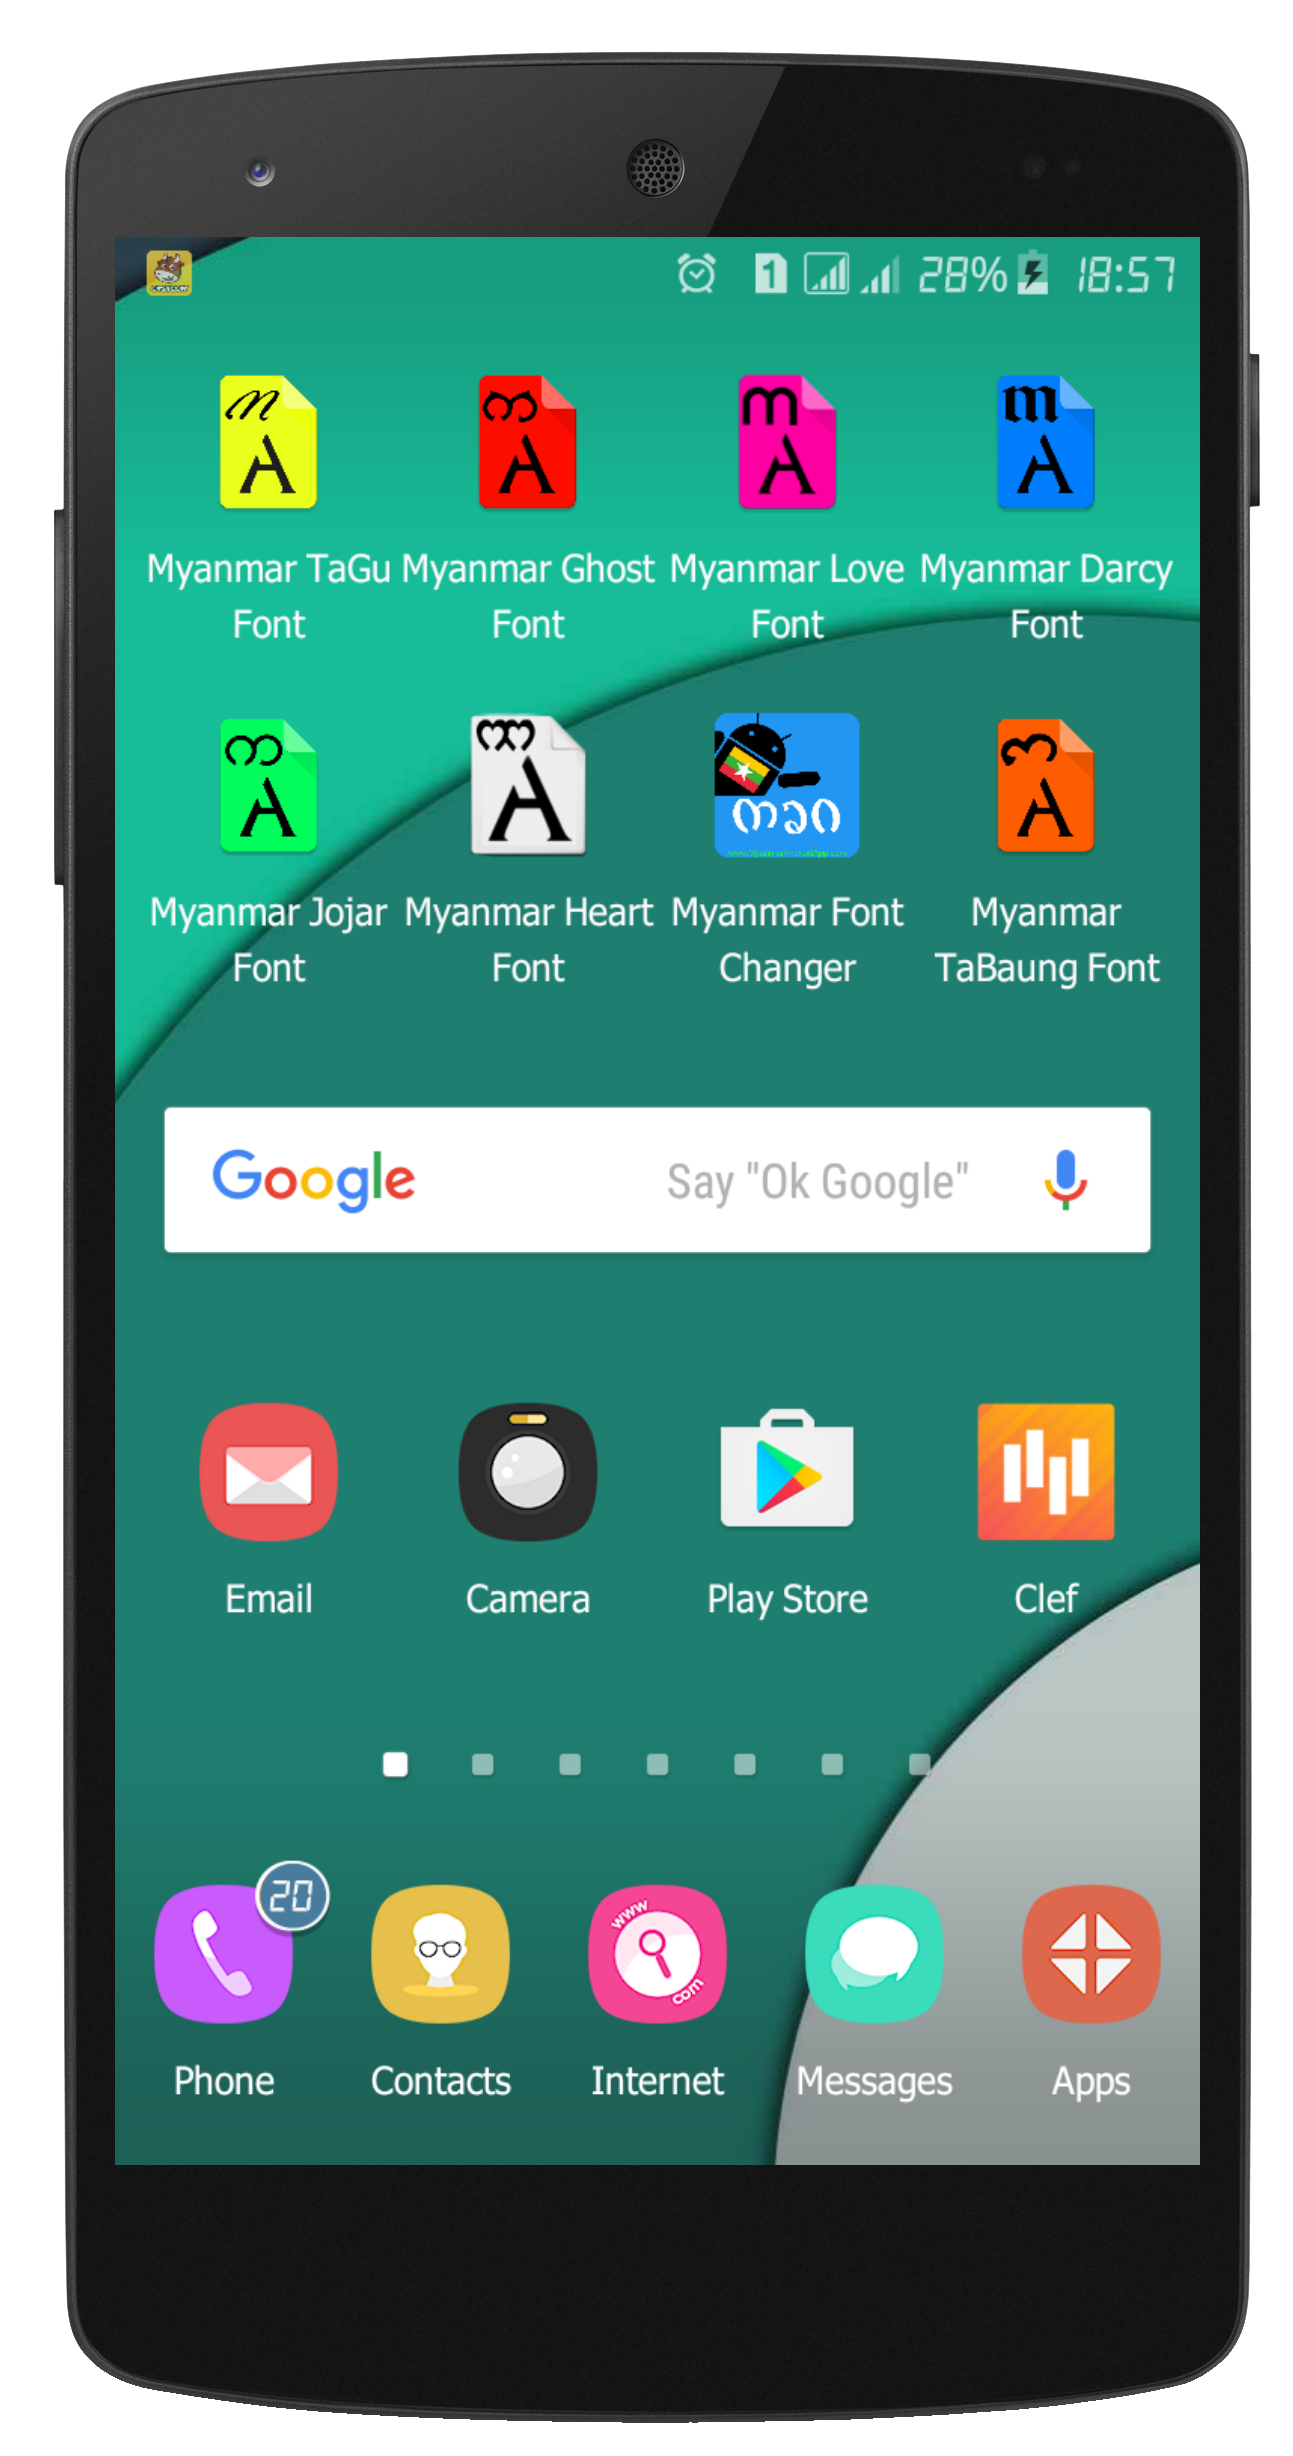 1 28% 18:57
Myanmar TaGu Font
Myanmar Ghost Font
Myanmar Love Font
Myanmar Darcy Font
Myanmar Jojar Font
Myanmar Heart Font
Myanmar Font Changer
Myanmar TaBaung Font
Google Say "Ok Google"
Email Camera Play Store Clef
20
www
com
Phone Contacts Internet Messages Apps